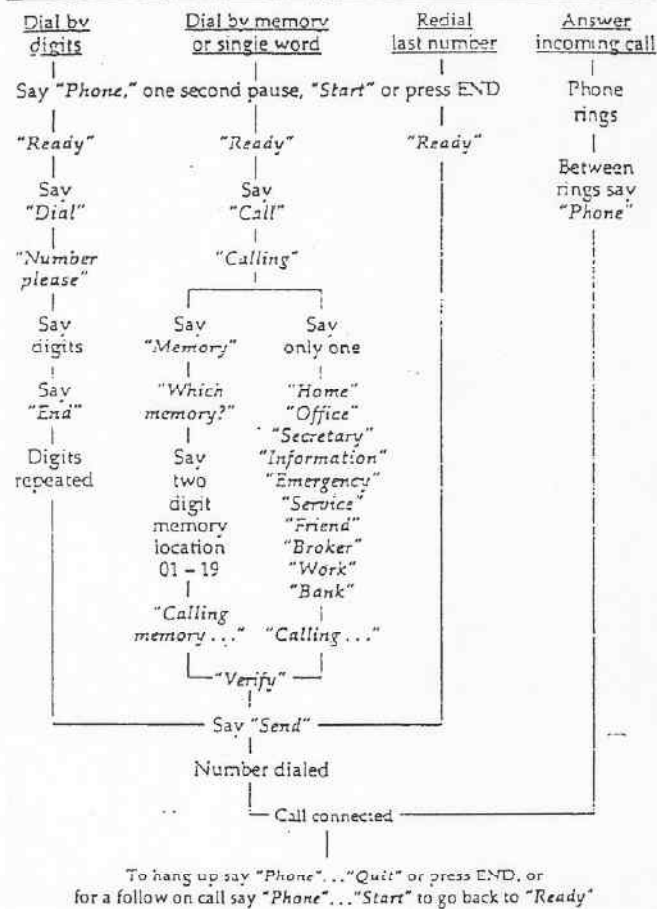 Dial by digits
Dial by memory or single word
Redial last number
Answer incoming call
Say "Phone," one second pause, "Start" or press END
Phone rings
"Ready"
"Ready"
"Ready"
Between rings say "Phone"
Say "Dial"
Say "Call"
"Number please"
"Calling"
Say digits
Say "Memory"
Say only one
Say "End"
"Which memory?"
"Home"
"Office"
"Secretary"
"Information"
"Emergency"
"Service"
"Friend"
"Broker"
"Work"
"Bank"
Digits repeated
Say two digit memory location 01 – 19
"Calling memory..."
"Calling..."
"Verify"
Say "Send"
Number dialed
Call connected
To hang up say "Phone"..."Quit" or press END, or
for a follow on call say "Phone"..."Start" to go back to "Ready"